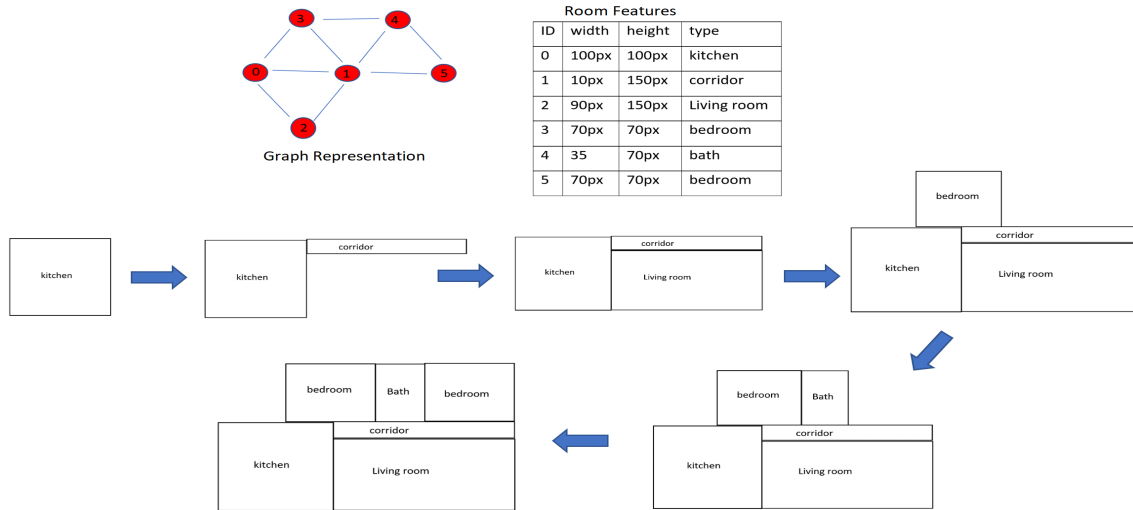 Room Features
3
4
0
1
5
2
Graph Representation
ID width height type
0 100px 100px kitchen
1 10px 150px corridor
2 90px 150px Living room
3 70px 70px bedroom
4 35 70px bath
5 70px 70px bedroom
kitchen
kitchen
corridor
kitchen
corridor
Living room
bedroom
corridor
kitchen
Living room
bedroom
Bath
bedroom
corridor
kitchen
Living room
bedroom
Bath
corridor
kitchen
Living room